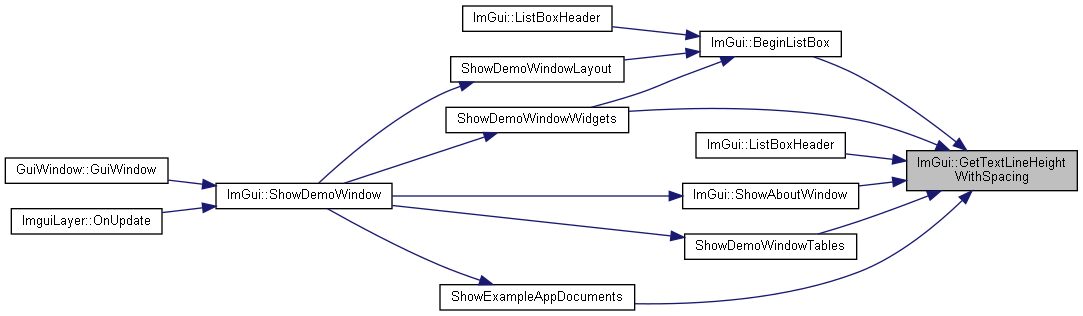 ImGui::ListBoxHeader
ImGui::BeginListBox
ShowDemoWindowLayout
ShowDemoWindowWidgets
ImGui::ListBoxHeader
ImGui::GetTextLineHeight
WithSpacing
GuiWindow::GuiWindow
ImGui::ShowDemoWindow
ImGui::ShowAboutWindow
ImguiLayer::OnUpdate
ShowDemoWindowTables
ShowExampleAppDocuments